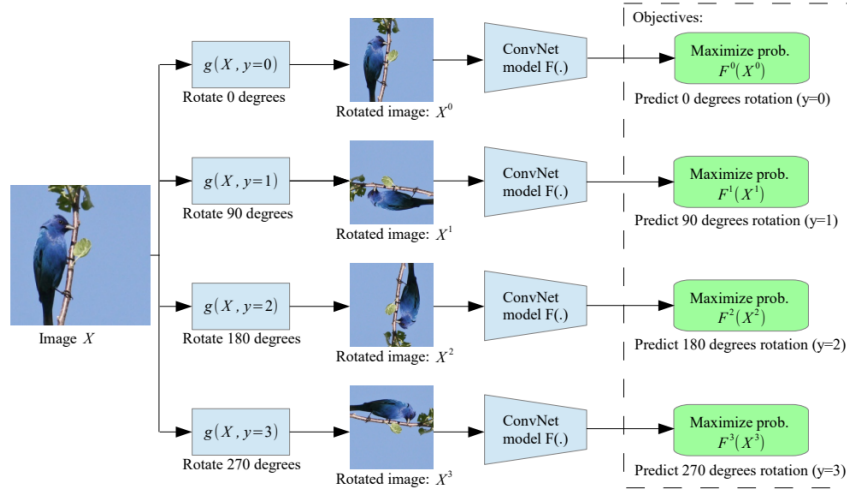 Objectives:
g(X, y=0)
Rotate 0 degrees
Rotated image: X⁰
ConvNet
model F(.)
Maximize prob.
F⁰(X⁰)
Predict 0 degrees rotation (y=0)
g(X, y=1)
Rotate 90 degrees
Rotated image: X¹
ConvNet
model F(.)
Maximize prob.
F¹(X¹)
Predict 90 degrees rotation (y=1)
Image X
g(X, y=2)
Rotate 180 degrees
Rotated image: X²
ConvNet
model F(.)
Maximize prob.
F²(X²)
Predict 180 degrees rotation (y=2)
g(X, y=3)
Rotate 270 degrees
Rotated image: X³
ConvNet
model F(.)
Maximize prob.
F³(X³)
Predict 270 degrees rotation (y=3)